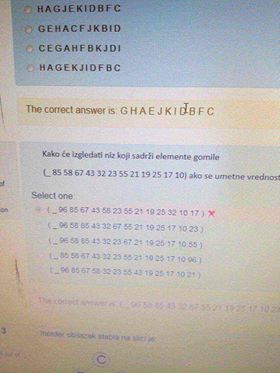 HAGJEKIDBFC
GEHACFJKBID
CEGAHFBKJDI
HAGEKJIDFBC
The correct answer is: GHAEJKIDBFC
Kako će izgledati niz koji sadrži elemente gomile
(_ 85 58 67 43 32 23 55 21 19 25 17 10) ako se umetne vrednost
Select one:
( _ 96 85 67 43 58 23 55 21 19 25 32 10 17 )
( _ 96 58 85 43 32 67 55 21 19 25 17 10 23 )
( _ 96 58 85 43 32 23 67 21 19 25 17 10 55 )
( _ 85 58 67 43 32 23 55 21 19 25 17 10 96 )
( _ 96 85 67 58 32 23 55 43 19 25 17 10 21 )
The correct answer is: ( _ 96 58 85 43 32 67 55 21 19 25 17 10 23
3
Inorder obilazak stabla na slici je:
out of
C